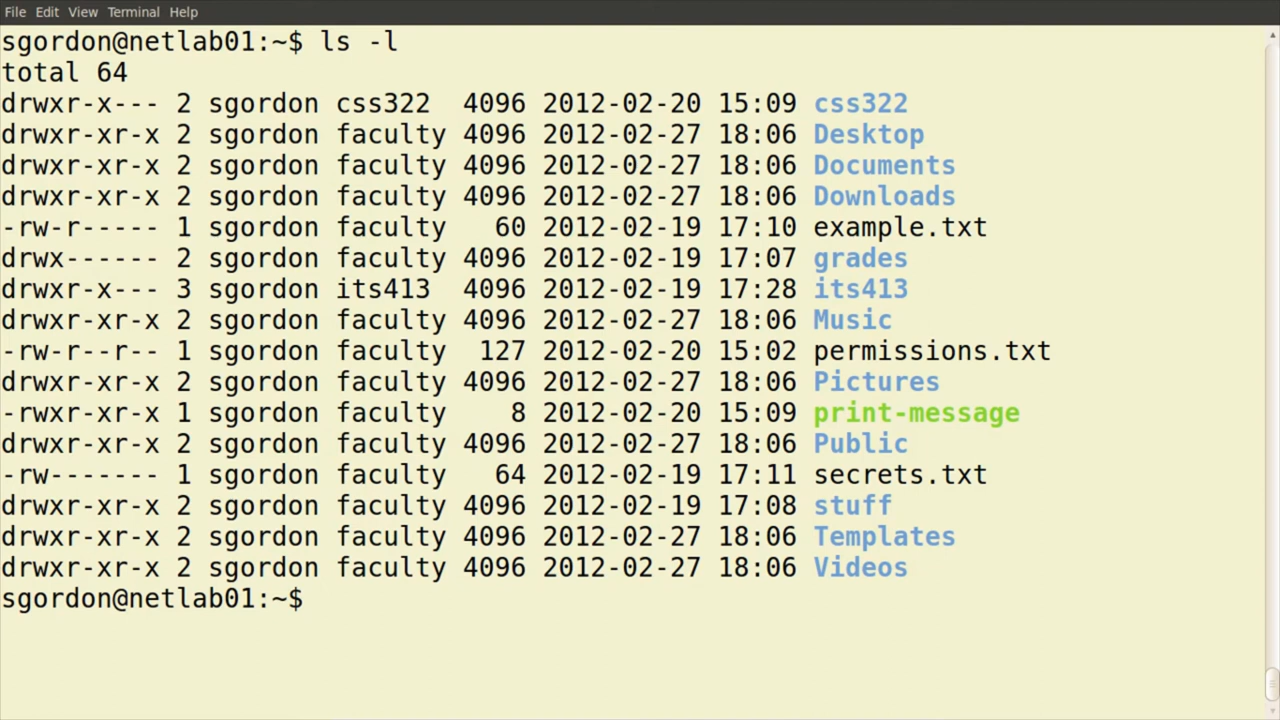 File Edit View Terminal Help
sgordon@netlab01:~$ ls -l
total 64
drwxr-x--- 2 sgordon css322  4096 2012-02-20 15:09 css322
drwxr-xr-x 2 sgordon faculty 4096 2012-02-27 18:06 Desktop
drwxr-xr-x 2 sgordon faculty 4096 2012-02-27 18:06 Documents
drwxr-xr-x 2 sgordon faculty 4096 2012-02-27 18:06 Downloads
-rw-r----- 1 sgordon faculty   60 2012-02-19 17:10 example.txt
drwx------ 2 sgordon faculty 4096 2012-02-19 17:07 grades
drwxr-x--- 3 sgordon its413  4096 2012-02-19 17:28 its413
drwxr-xr-x 2 sgordon faculty 4096 2012-02-27 18:06 Music
-rw-r--r-- 1 sgordon faculty  127 2012-02-20 15:02 permissions.txt
drwxr-xr-x 2 sgordon faculty 4096 2012-02-27 18:06 Pictures
-rwxr-xr-x 1 sgordon faculty    8 2012-02-20 15:09 print-message
drwxr-xr-x 2 sgordon faculty 4096 2012-02-27 18:06 Public
-rw------- 1 sgordon faculty   64 2012-02-19 17:11 secrets.txt
drwxr-xr-x 2 sgordon faculty 4096 2012-02-19 17:08 stuff
drwxr-xr-x 2 sgordon faculty 4096 2012-02-27 18:06 Templates
drwxr-xr-x 2 sgordon faculty 4096 2012-02-27 18:06 Videos
sgordon@netlab01:~$